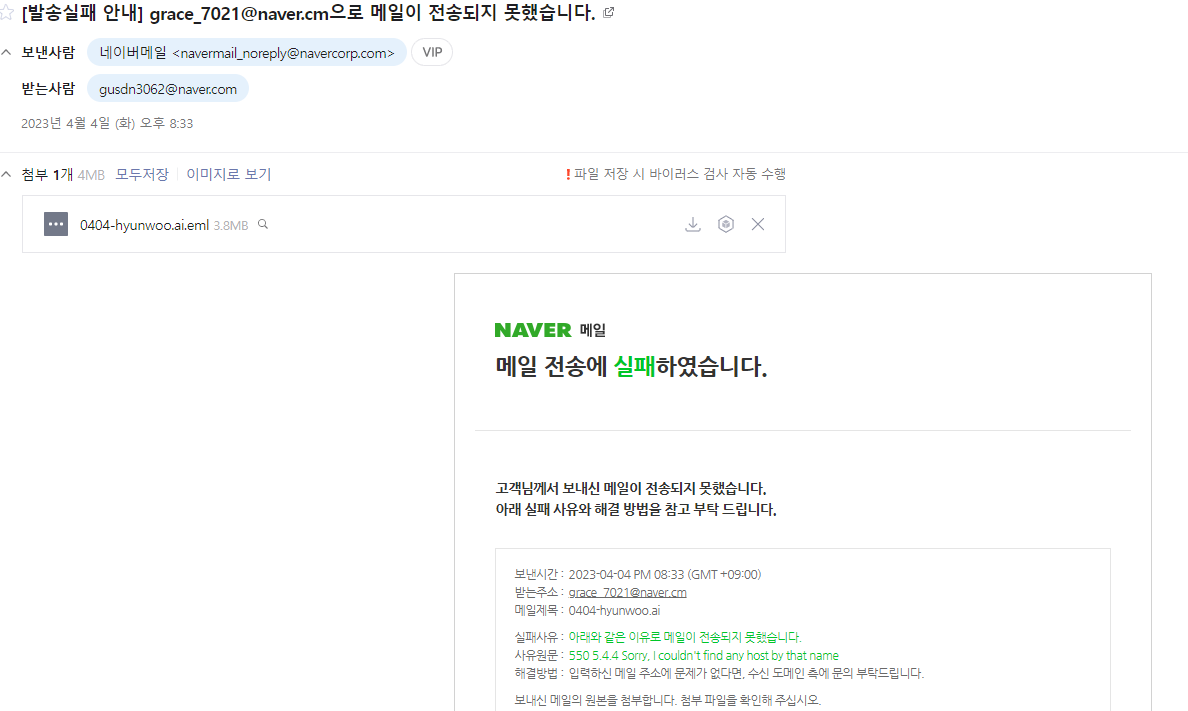 [발송실패 안내] grace_7021@naver.cm으로 메일이 전송되지 못했습니다.
보낸사람 네이버메일 <navermail_noreply@navercorp.com> VIP
받는사람 gusdn3062@naver.com
2023년 4월 4일 (화) 오후 8:33
첨부 1개 4MB 모두저장 이미지로 보기 !파일 저장 시 바이러스 검사 자동 수행
0404-hyunwoo.ai.eml 3.8MB
NAVER 메일
메일 전송에 실패하였습니다.
고객님께서 보내신 메일이 전송되지 못했습니다.
아래 실패 사유와 해결 방법을 참고 부탁 드립니다.
보낸시간 : 2023-04-04 PM 08:33 (GMT +09:00)
받는주소 : grace_7021@naver.cm
메일제목 : 0404-hyunwoo.ai
실패사유 : 아래와 같은 이유로 메일이 전송되지 못했습니다.
사유원문 : 550 5.4.4 Sorry, I couldn't find any host by that name
해결방법 : 입력하신 메일 주소에 문제가 없다면, 수신 도메인 측에 문의 부탁드립니다.
보내신 메일의 원본을 첨부합니다. 첨부 파일을 확인해 주십시오.